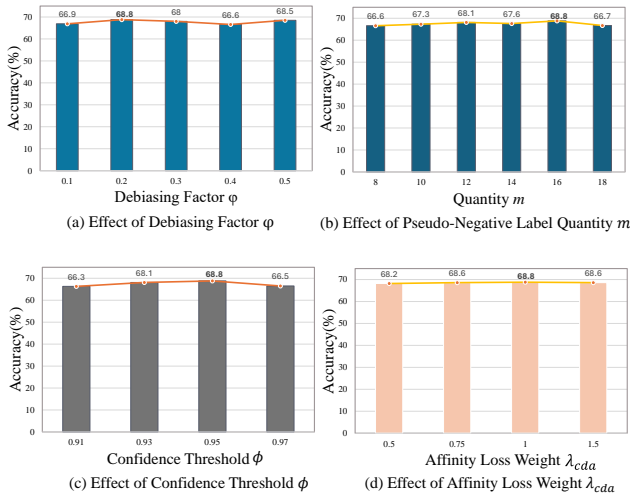 66.9 68.8 68 66.6 68.5
Accuracy(%)
70
60
50
40
30
20
10
0
0.1 0.2 0.3 0.4 0.5
Debiasing Factor φ
(a) Effect of Debiasing Factor φ
66.6 67.3 68.1 67.6 68.8 66.7
Accuracy(%)
70
60
50
40
30
20
10
0
8 10 12 14 16 18
Quantity m
(b) Effect of Pseudo-Negative Label Quantity m
66.3 68.1 68.8 66.5
Accuracy(%)
70
60
50
40
30
20
10
0
0.91 0.93 0.95 0.97
Confidence Threshold ϕ
(c) Effect of Confidence Threshold ϕ
68.2 68.6 68.8 68.6
Accuracy(%)
70
60
50
40
30
20
10
0
0.5 0.75 1 1.5
Affinity Loss Weight λcda
(d) Effect of Affinity Loss Weight λcda